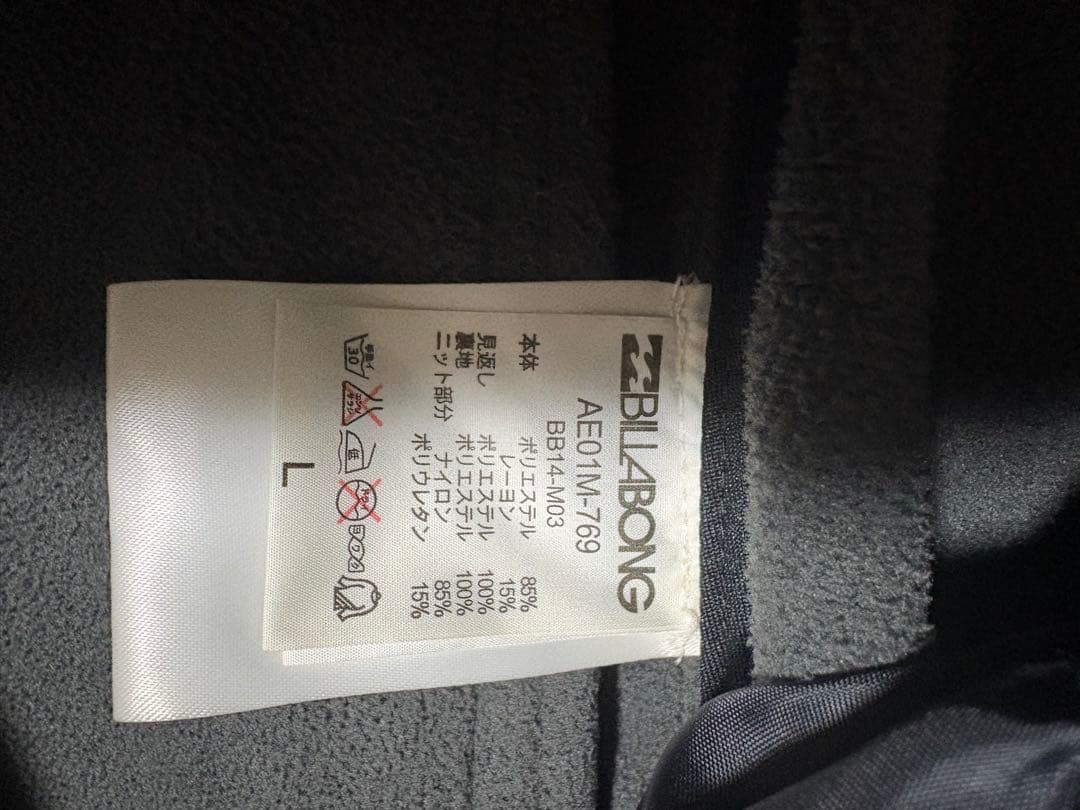 BILLABONG
AE01M-769
BB14-M03
本体 ポリエステル 85%
レーヨン 15%
見返し ポリエステル 100%
裏地 ポリエステル 100%
ニット部分 ナイロン 85%
ポリウレタン 15%
30 低
L